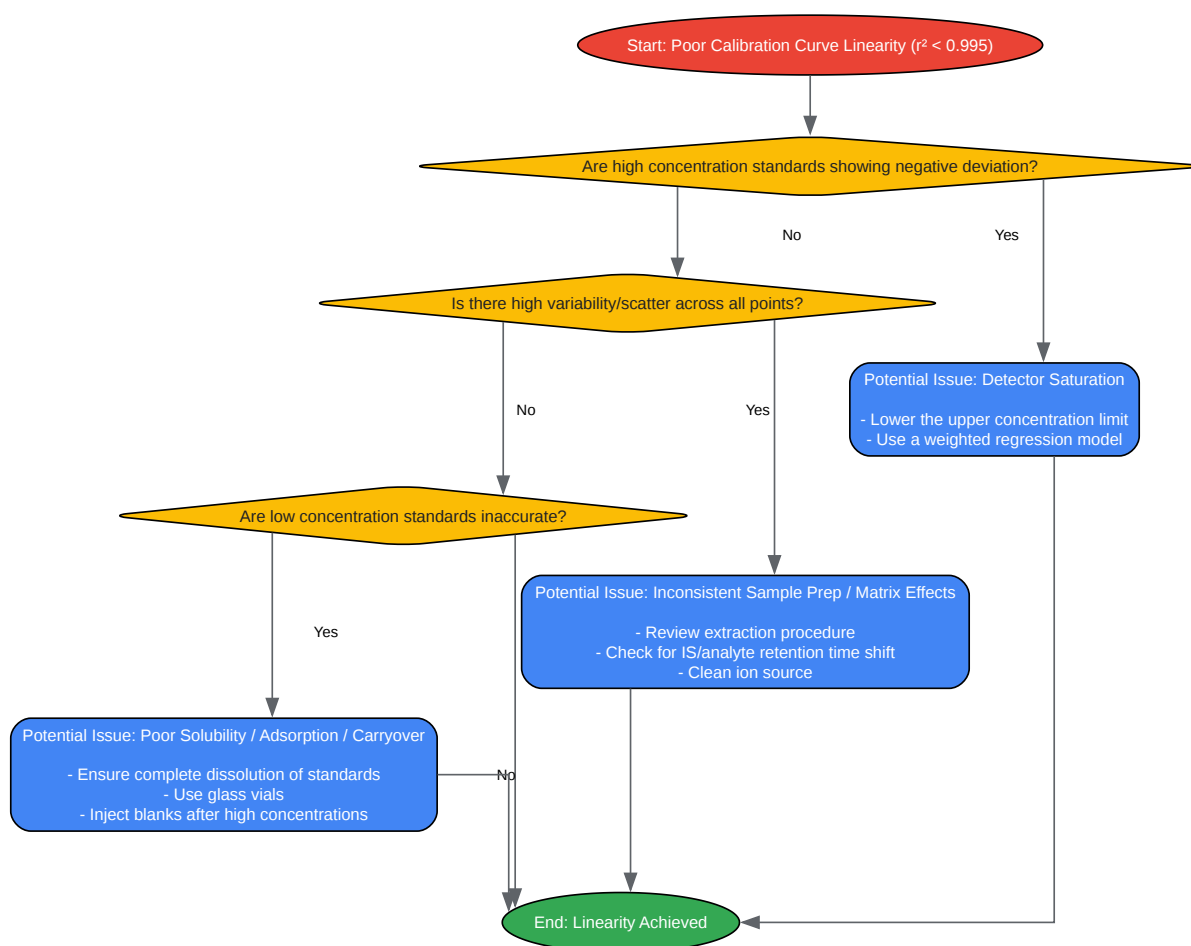 Start: Poor Calibration Curve Linearity (r² < 0.995)
Are high concentration standards showing negative deviation?
No
Yes
Is there high variability/scatter across all points?
Potential Issue: Detector Saturation
- Lower the upper concentration limit
- Use a weighted regression model
No
Yes
Are low concentration standards inaccurate?
Potential Issue: Inconsistent Sample Prep / Matrix Effects
- Review extraction procedure
- Check for IS/analyte retention time shift
- Clean ion source
Yes
Potential Issue: Poor Solubility / Adsorption / Carryover
- Ensure complete dissolution of standards
- Use glass vials
- Inject blanks after high concentrations
No
End: Linearity Achieved